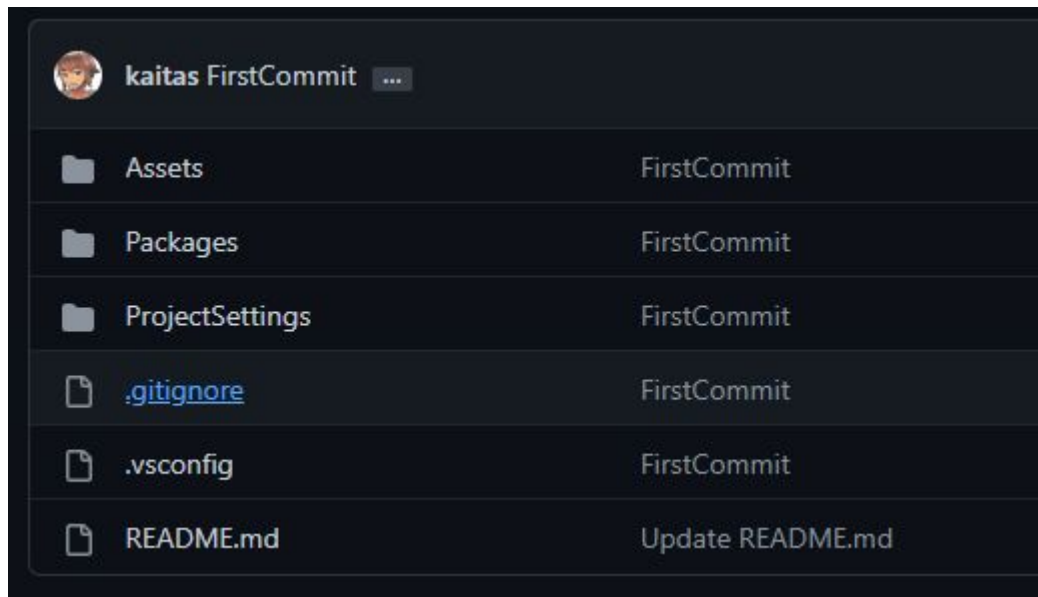 kaitas FirstCommit ...
Assets FirstCommit
Packages FirstCommit
ProjectSettings FirstCommit
.gitignore FirstCommit
.vsconfig FirstCommit
README.md Update README.md